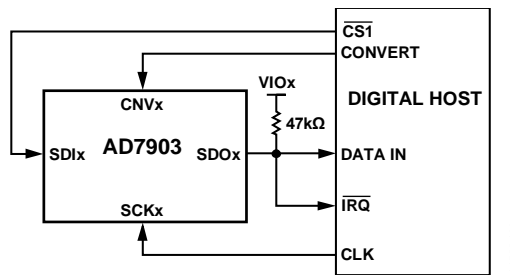 CS1
CONVERT
VIOx
CNVx
DIGITAL HOST
47kΩ
AD7903
SDIx
SDOx
DATA IN
SCKx
IRQ
CLK